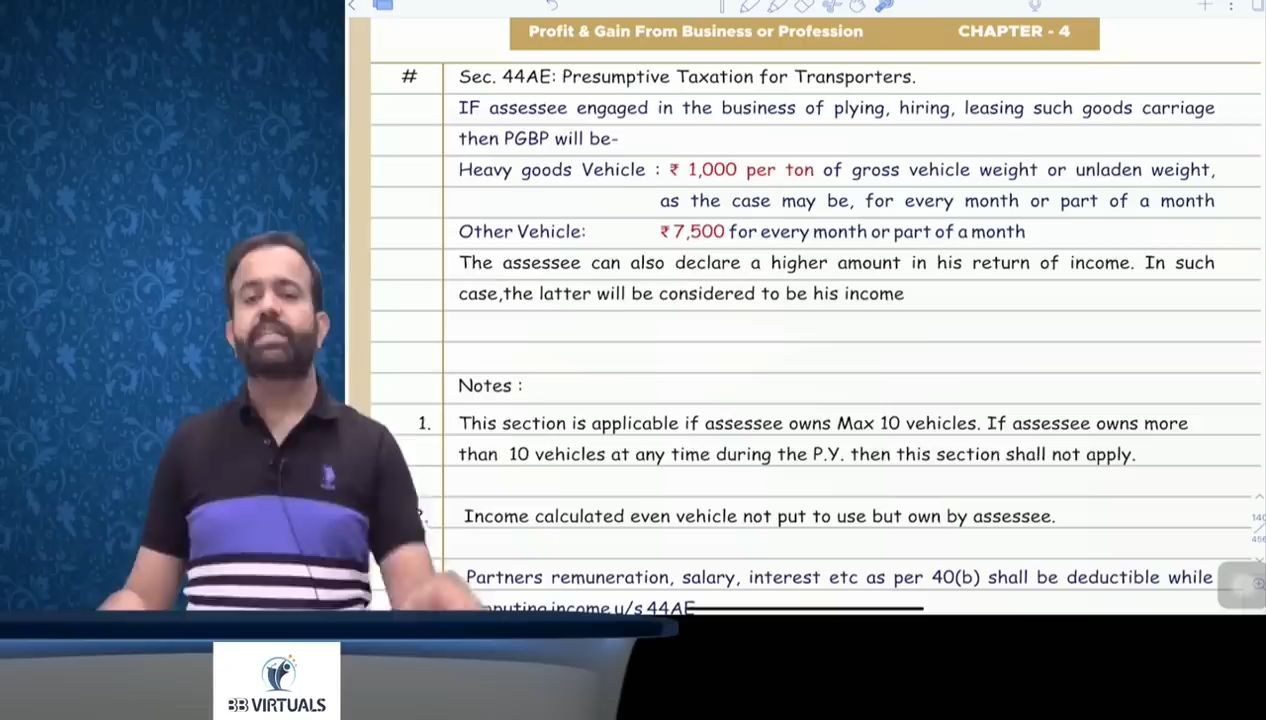 Profit & Gain From Business or Profession CHAPTER - 4
# Sec. 44AE: Presumptive Taxation for Transporters.
IF assessee engaged in the business of plying, hiring, leasing such goods carriage
then PGBP will be-
Heavy goods Vehicle : ₹ 1,000 per ton of gross vehicle weight or unladen weight,
as the case may be, for every month or part of a month
Other Vehicle: ₹ 7,500 for every month or part of a month
The assessee can also declare a higher amount in his return of income. In such
case,the latter will be considered to be his income
Notes :
1. This section is applicable if assessee owns Max 10 vehicles. If assessee owns more
than 10 vehicles at any time during the P.Y. then this section shall not apply.
Income calculated even vehicle not put to use but own by assessee.
Partners remuneration, salary, interest etc as per 40(b) shall be deductible while
income u/s 44AE
BB VIRTUALS